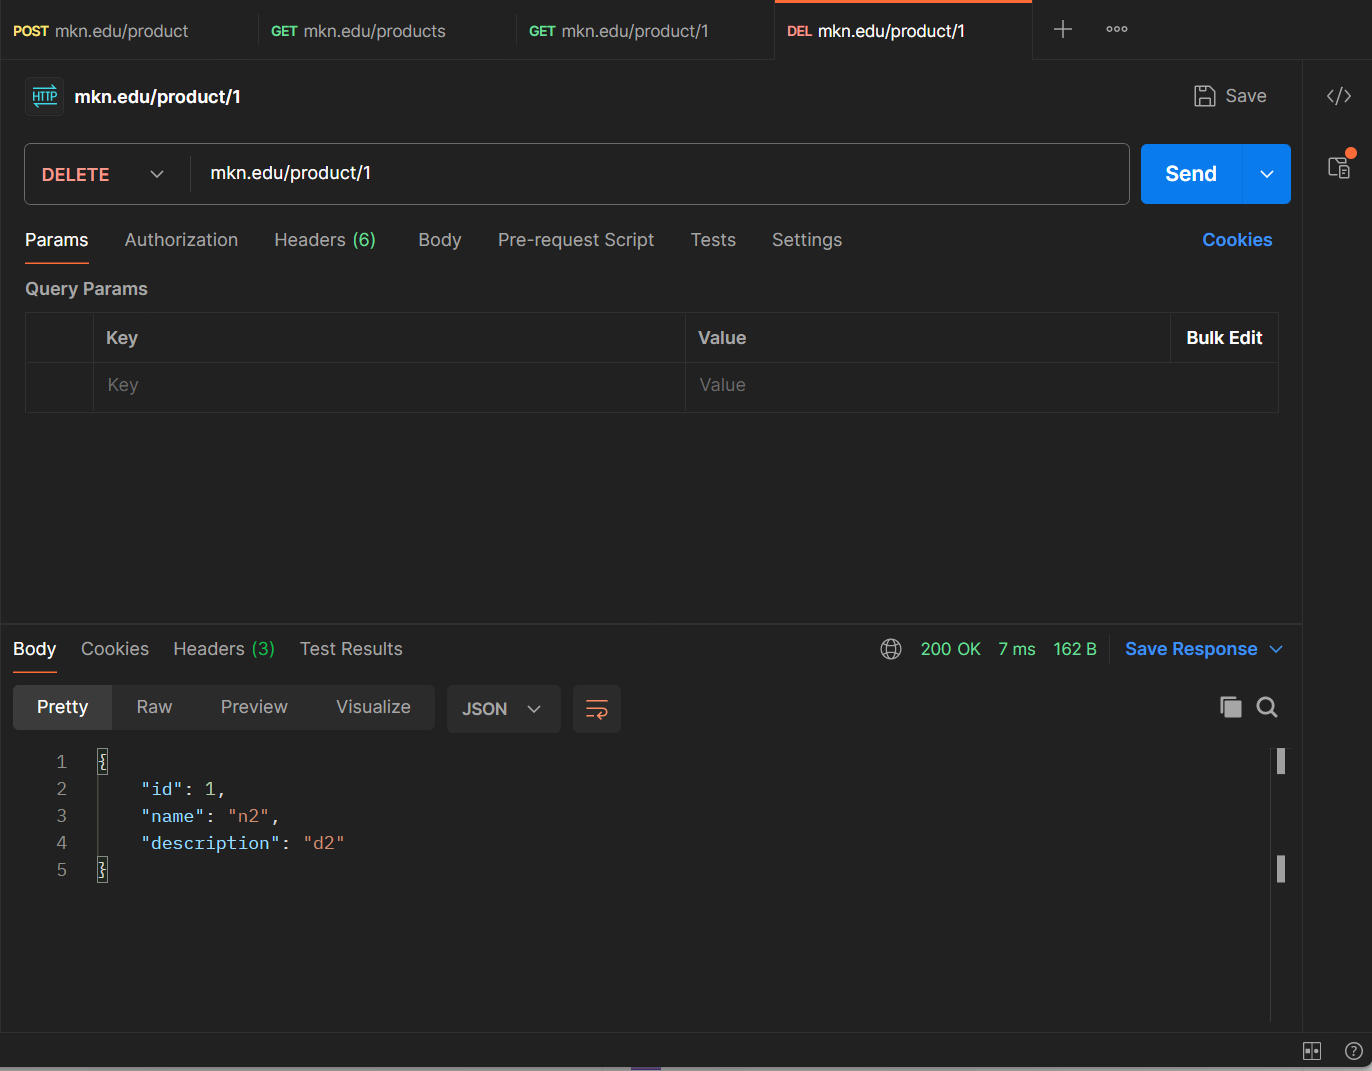 POST mkn.edu/product GET mkn.edu/products GET mkn.edu/product/1 DEL mkn.edu/product/1
HTTP mkn.edu/product/1 Save
DELETE mkn.edu/product/1 Send
Params Authorization Headers (6) Body Pre-request Script Tests Settings Cookies
Query Params
Key Value Bulk Edit
Key Value
Body Cookies Headers (3) Test Results 200 OK 7 ms 162 B Save Response
Pretty Raw Preview Visualize JSON
1 {
2 "id": 1,
3 "name": "n2",
4 "description": "d2"
5 }